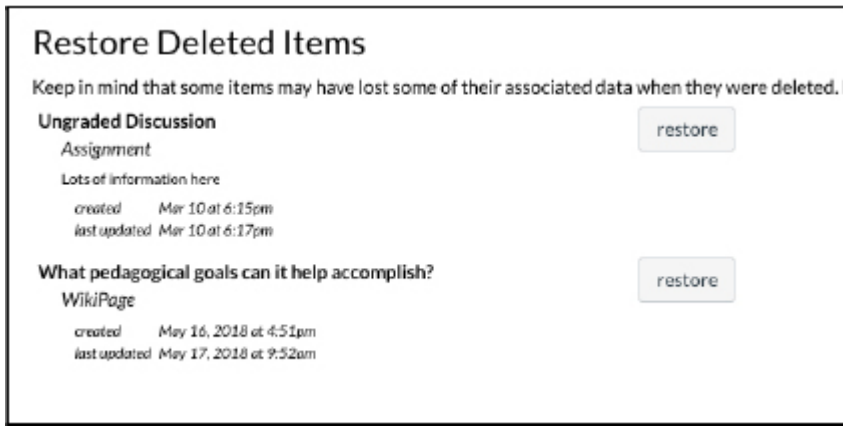 Restore Deleted Items
Keep in mind that some items may have lost some of their associated data when they were deleted.
Ungraded Discussion
restore
Assignment
Lots of information here
created Mar 10 at 6:15pm
last updated Mar 10 at 6:17pm
What pedagogical goals can it help accomplish?
restore
WikiPage
created May 16, 2018 at 4:51pm
last updated May 17, 2018 at 9:52am